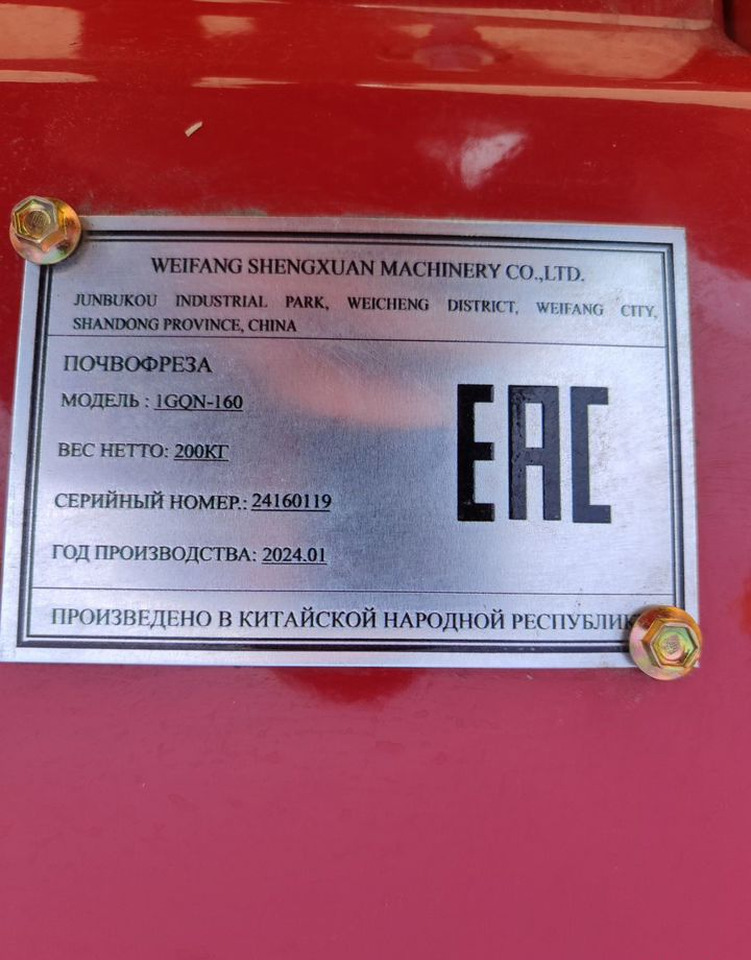 WEIFANG SHENGXUAN MACHINERY CO.,LTD.
JUNBUKOU INDUSTRIAL PARK, WEICHENG DISTRICT, WEIFANG CITY,
SHANDONG PROVINCE, CHINA
ПОЧВОФРЕЗА
МОДЕЛЬ : 1GQN-160
ВЕС НЕТТО: 200КГ
EAC
СЕРИЙНЫЙ НОМЕР.: 24160119
ГОД ПРОИЗВОДСТВА: 2024.01
ПРОИЗВЕДЕНО В КИТАЙСКОЙ НАРОДНОЙ